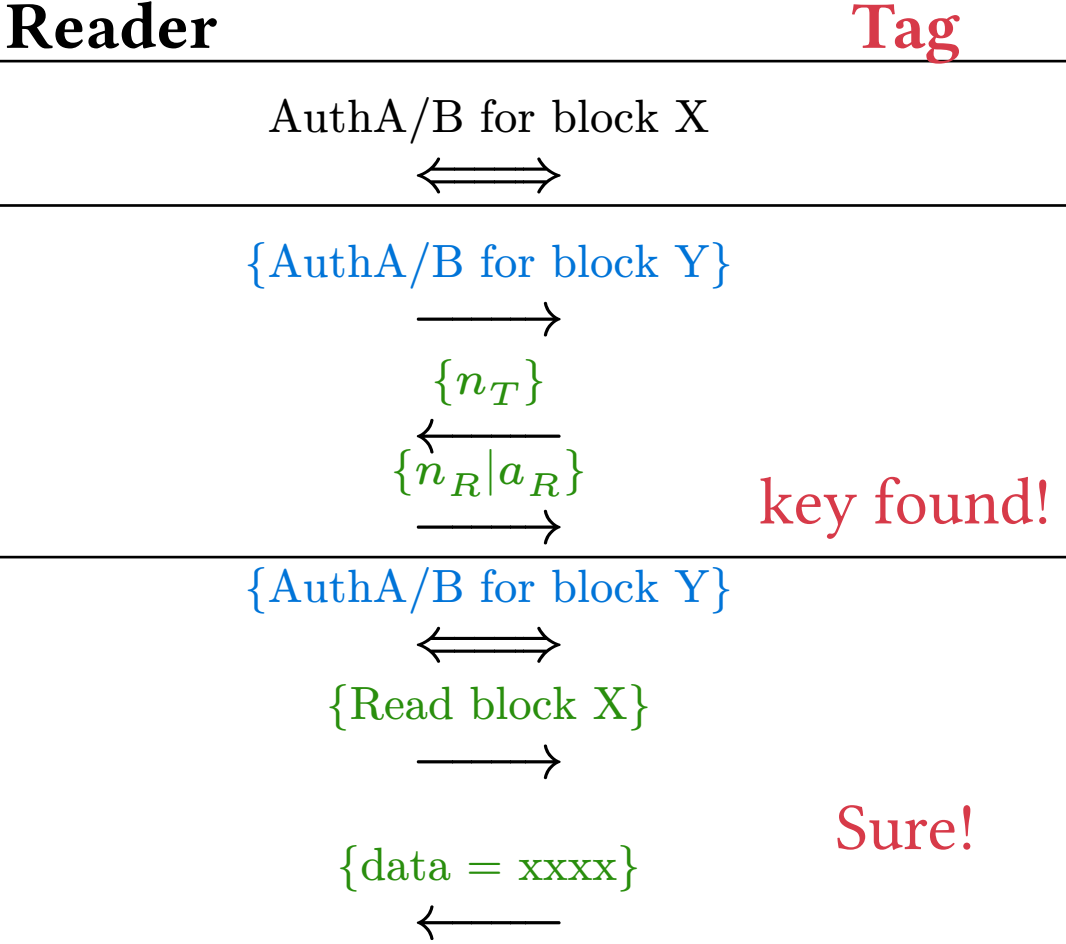 Reader Tag
AuthA/B for block X
{AuthA/B for block Y}
{n_T}
{n_R|a_R}
key found!
{AuthA/B for block Y}
{Read block X}
Sure!
{data = xxxx}